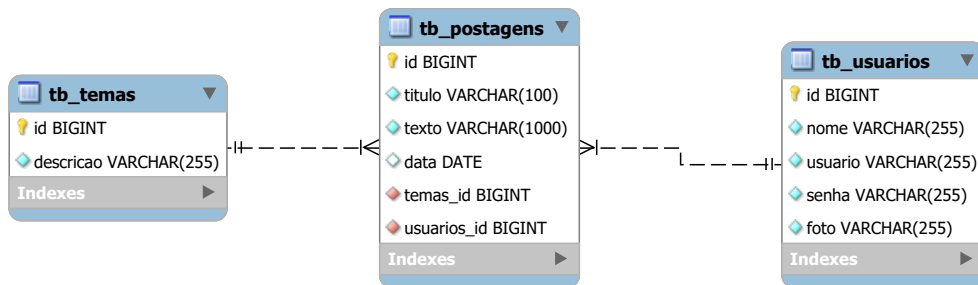 tb_temas
id BIGINT
descricao VARCHAR(255)
Indexes
tb_postagens
id BIGINT
titulo VARCHAR(100)
texto VARCHAR(1000)
data DATE
temas_id BIGINT
usuarios_id BIGINT
Indexes
tb_usuarios
id BIGINT
nome VARCHAR(255)
usuario VARCHAR(255)
senha VARCHAR(255)
foto VARCHAR(255)
Indexes